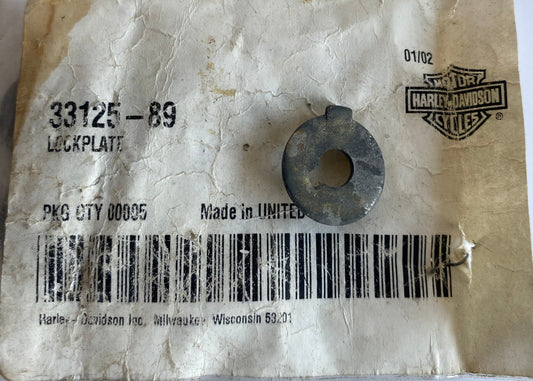 01/02
MOTOR
HARLEY-DAVIDSON
CYCLES
®
33125-89
LOCKPLATE
PKG QTY 00005 Made in UNITED
Harley-Davidson Inc, Milwaukee, Wisconsin 53201